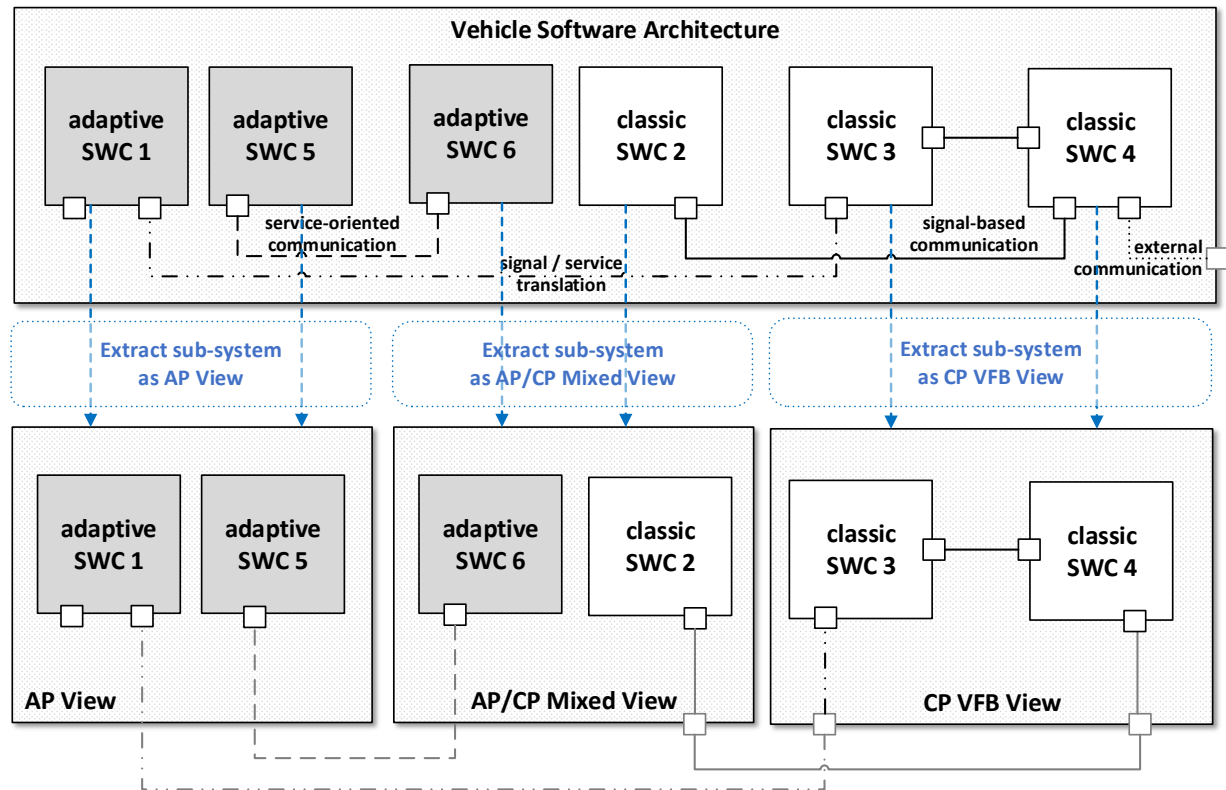 Vehicle Software Architecture
adaptive
SWC 1
adaptive
SWC 5
adaptive
SWC 6
classic
SWC 2
classic
SWC 3
classic
SWC 4
service-oriented
communication
signal-based
communication
external
communication
signal / service
translation
Extract sub-system
as AP View
Extract sub-system
as AP/CP Mixed View
Extract sub-system
as CP VFB View
adaptive
SWC 1
adaptive
SWC 5
adaptive
SWC 6
classic
SWC 2
classic
SWC 3
classic
SWC 4
AP View
AP/CP Mixed View
CP VFB View